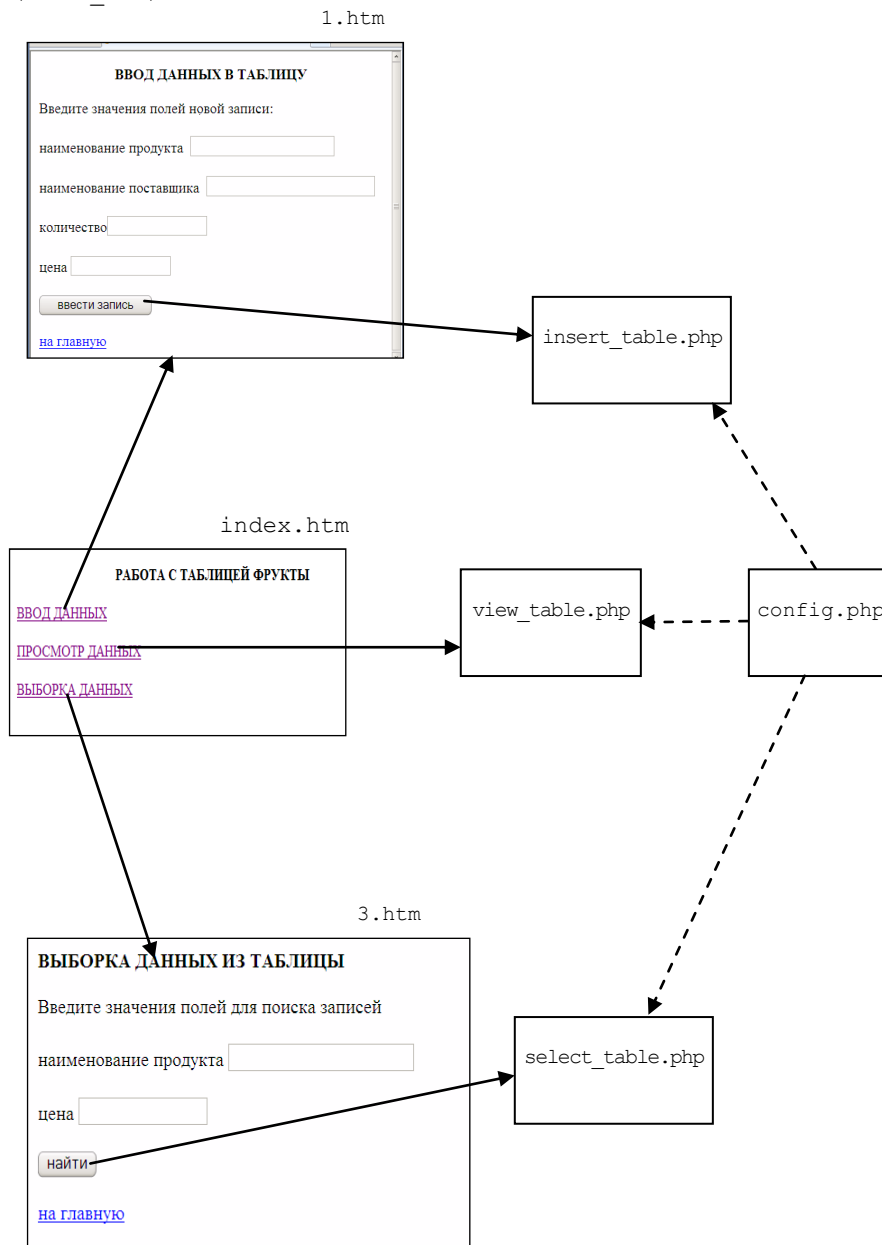 1.htm
ВВОД ДАННЫХ В ТАБЛИЦУ
Введите значения полей новой записи:
наименование продукта
наименование поставшика
количество
цена
ввести запись
на главную
insert_table.php
index.htm
РАБОТА С ТАБЛИЦЕЙ ФРУКТЫ
ВВОД ДАННЫХ
ПРОСМОТР ДАННЫХ
ВЫБОРКА ДАННЫХ
view_table.php
config.php
3.htm
ВЫБОРКА ДАННЫХ ИЗ ТАБЛИЦЫ
Введите значения полей для поиска записей
наименование продукта
цена
найти
на главную
select_table.php